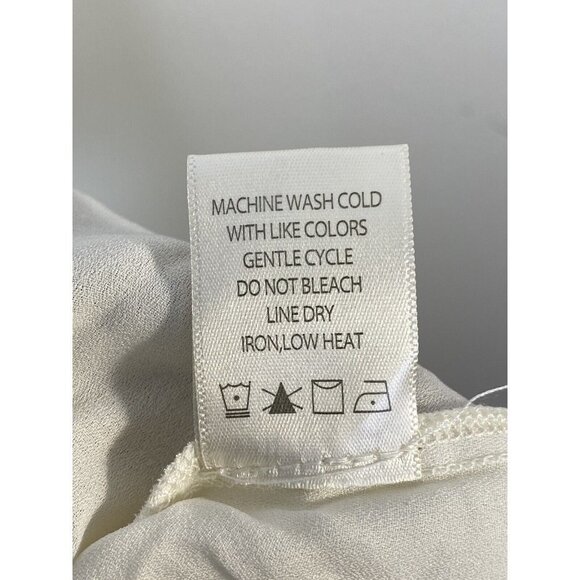 MACHINE WASH COLD
WITH LIKE COLORS
GENTLE CYCLE
DO NOT BLEACH
LINE DRY
IRON,LOW HEAT